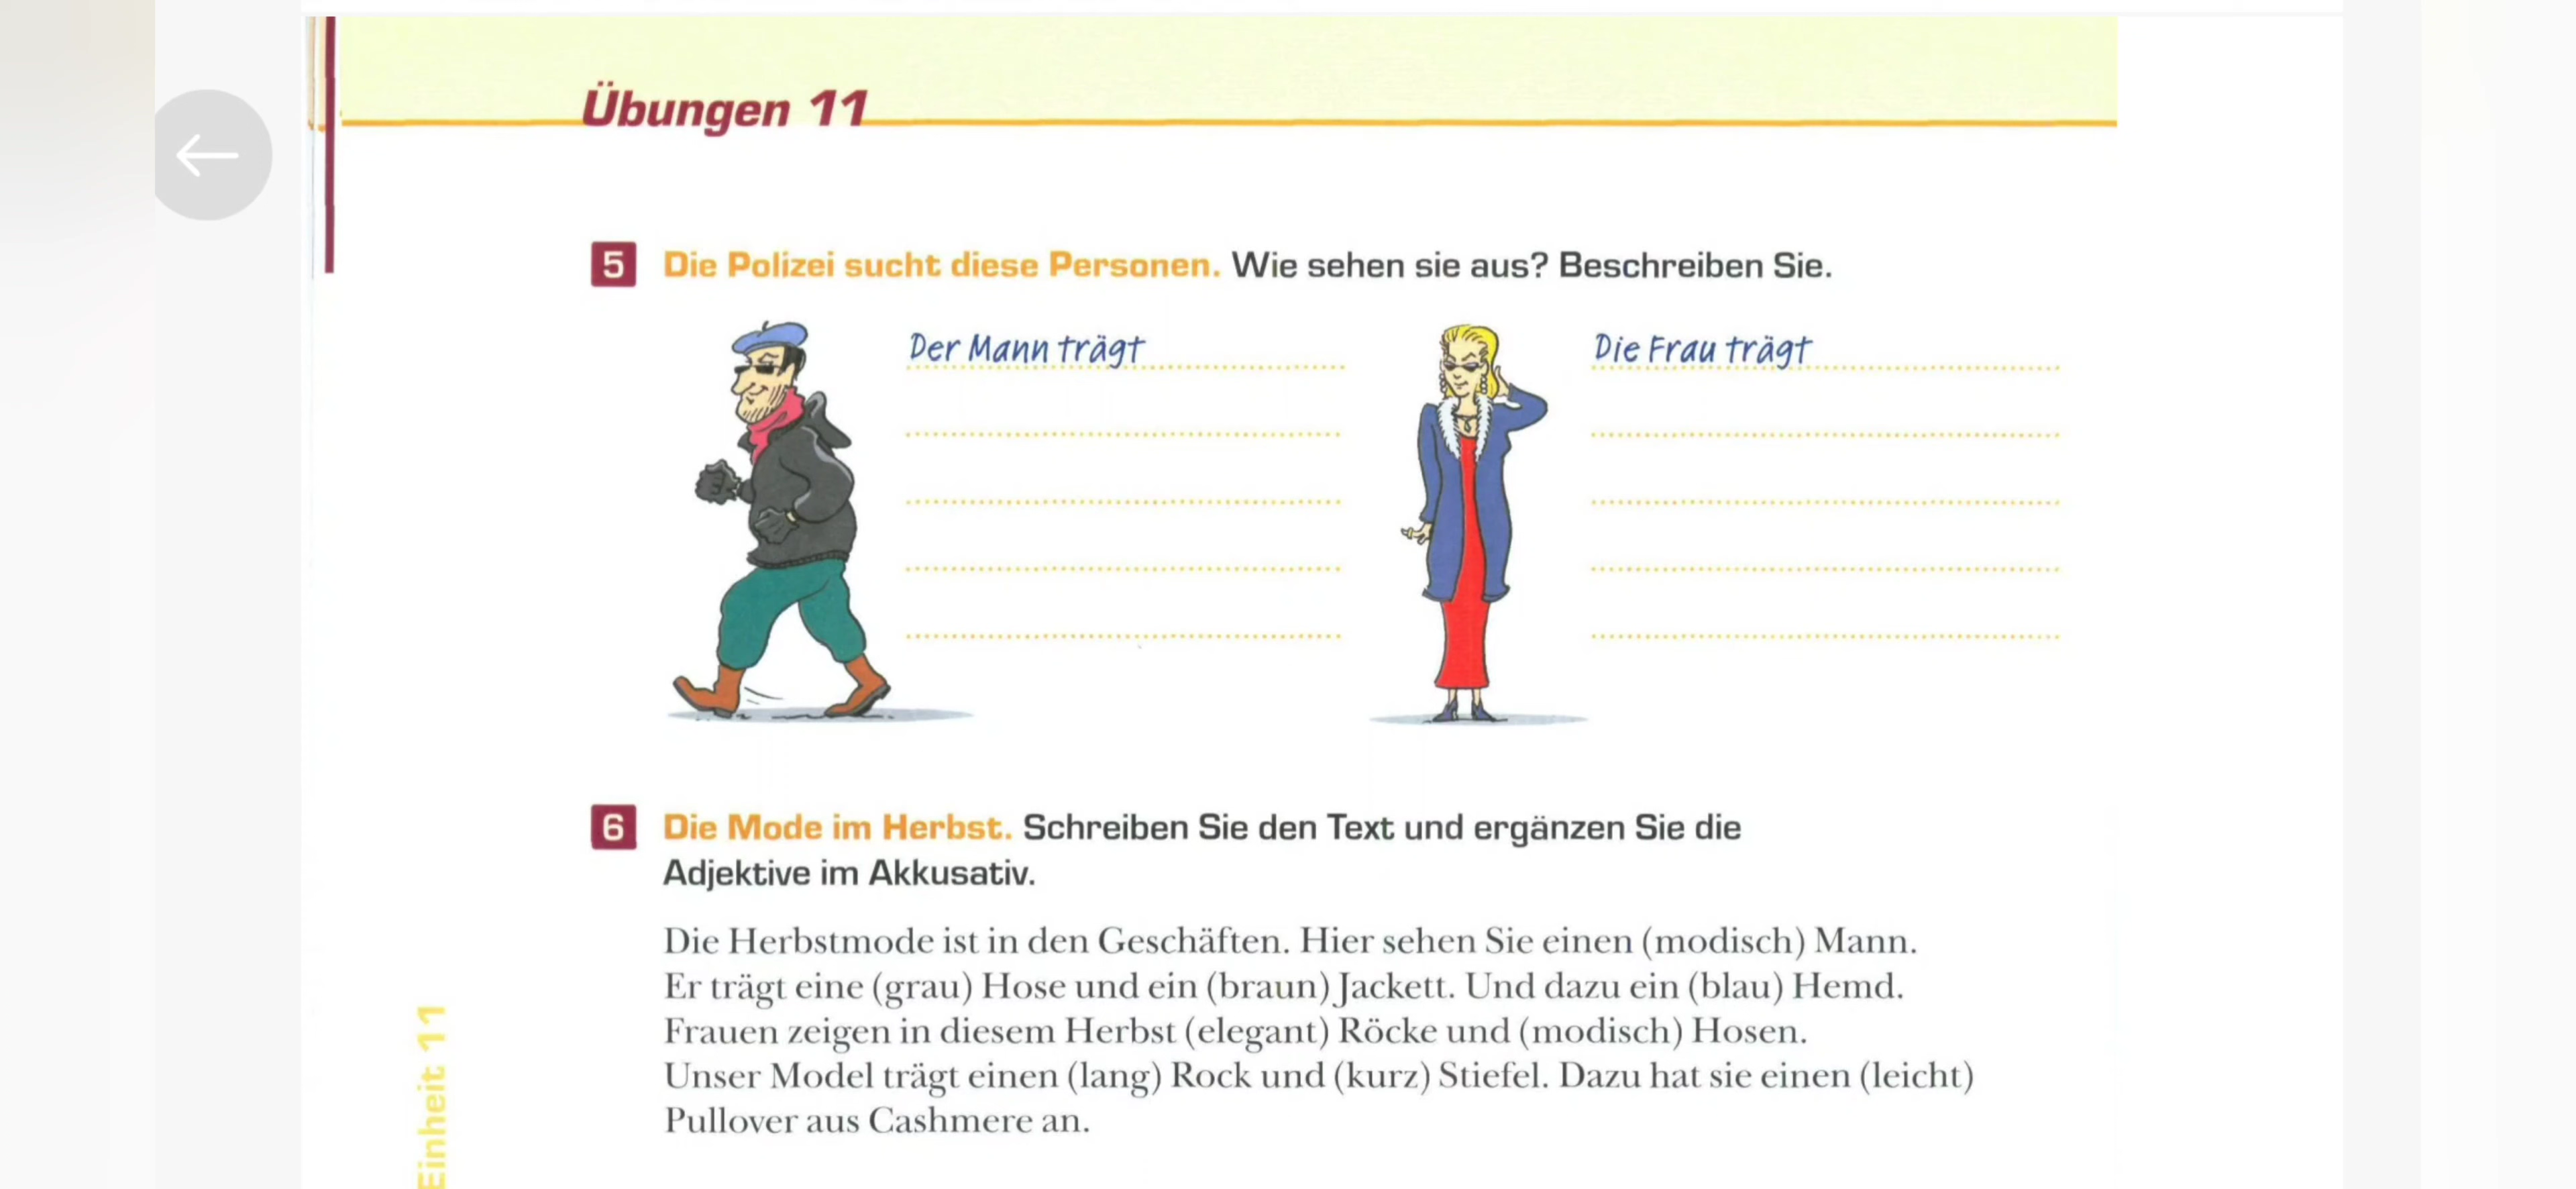 Übungen 11
5 Die Polizei sucht diese Personen. Wie sehen sie aus? Beschreiben Sie.
Der Mann trägt
Die Frau trägt
6 Die Mode im Herbst. Schreiben Sie den Text und ergänzen Sie die
Adjektive im Akkusativ.
Die Herbstmode ist in den Geschäften. Hier sehen Sie einen (modisch) Mann.
Er trägt eine (grau) Hose und ein (braun) Jackett. Und dazu ein (blau) Hemd.
Frauen zeigen in diesem Herbst (elegant) Röcke und (modisch) Hosen.
Unser Model trägt einen (lang) Rock und (kurz) Stiefel. Dazu hat sie einen (leicht)
Pullover aus Cashmere an.
Einheit 11